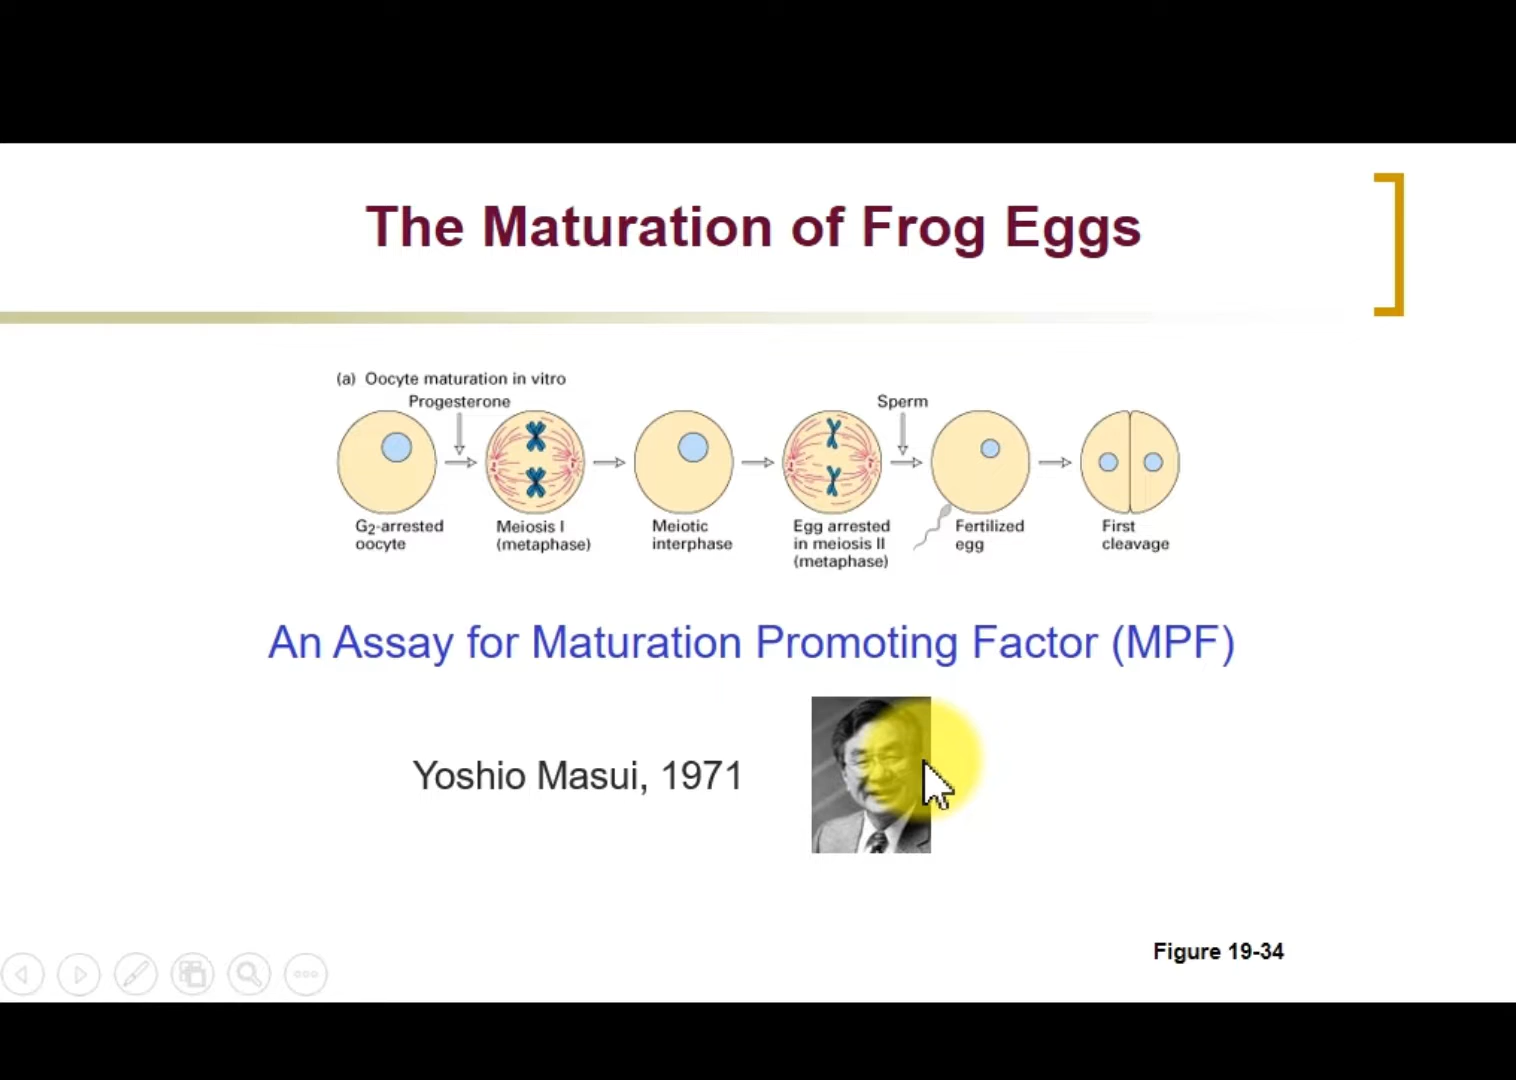 The Maturation of Frog Eggs
(a) Oocyte maturation in vitro
Progesterone
Sperm
G2-arrested
oocyte
Meiosis I
(metaphase)
Meiotic
interphase
Egg arrested
in meiosis II
(metaphase)
Fertilized
egg
First
cleavage
An Assay for Maturation Promoting Factor (MPF)
Yoshio Masui, 1971
Figure 19-34